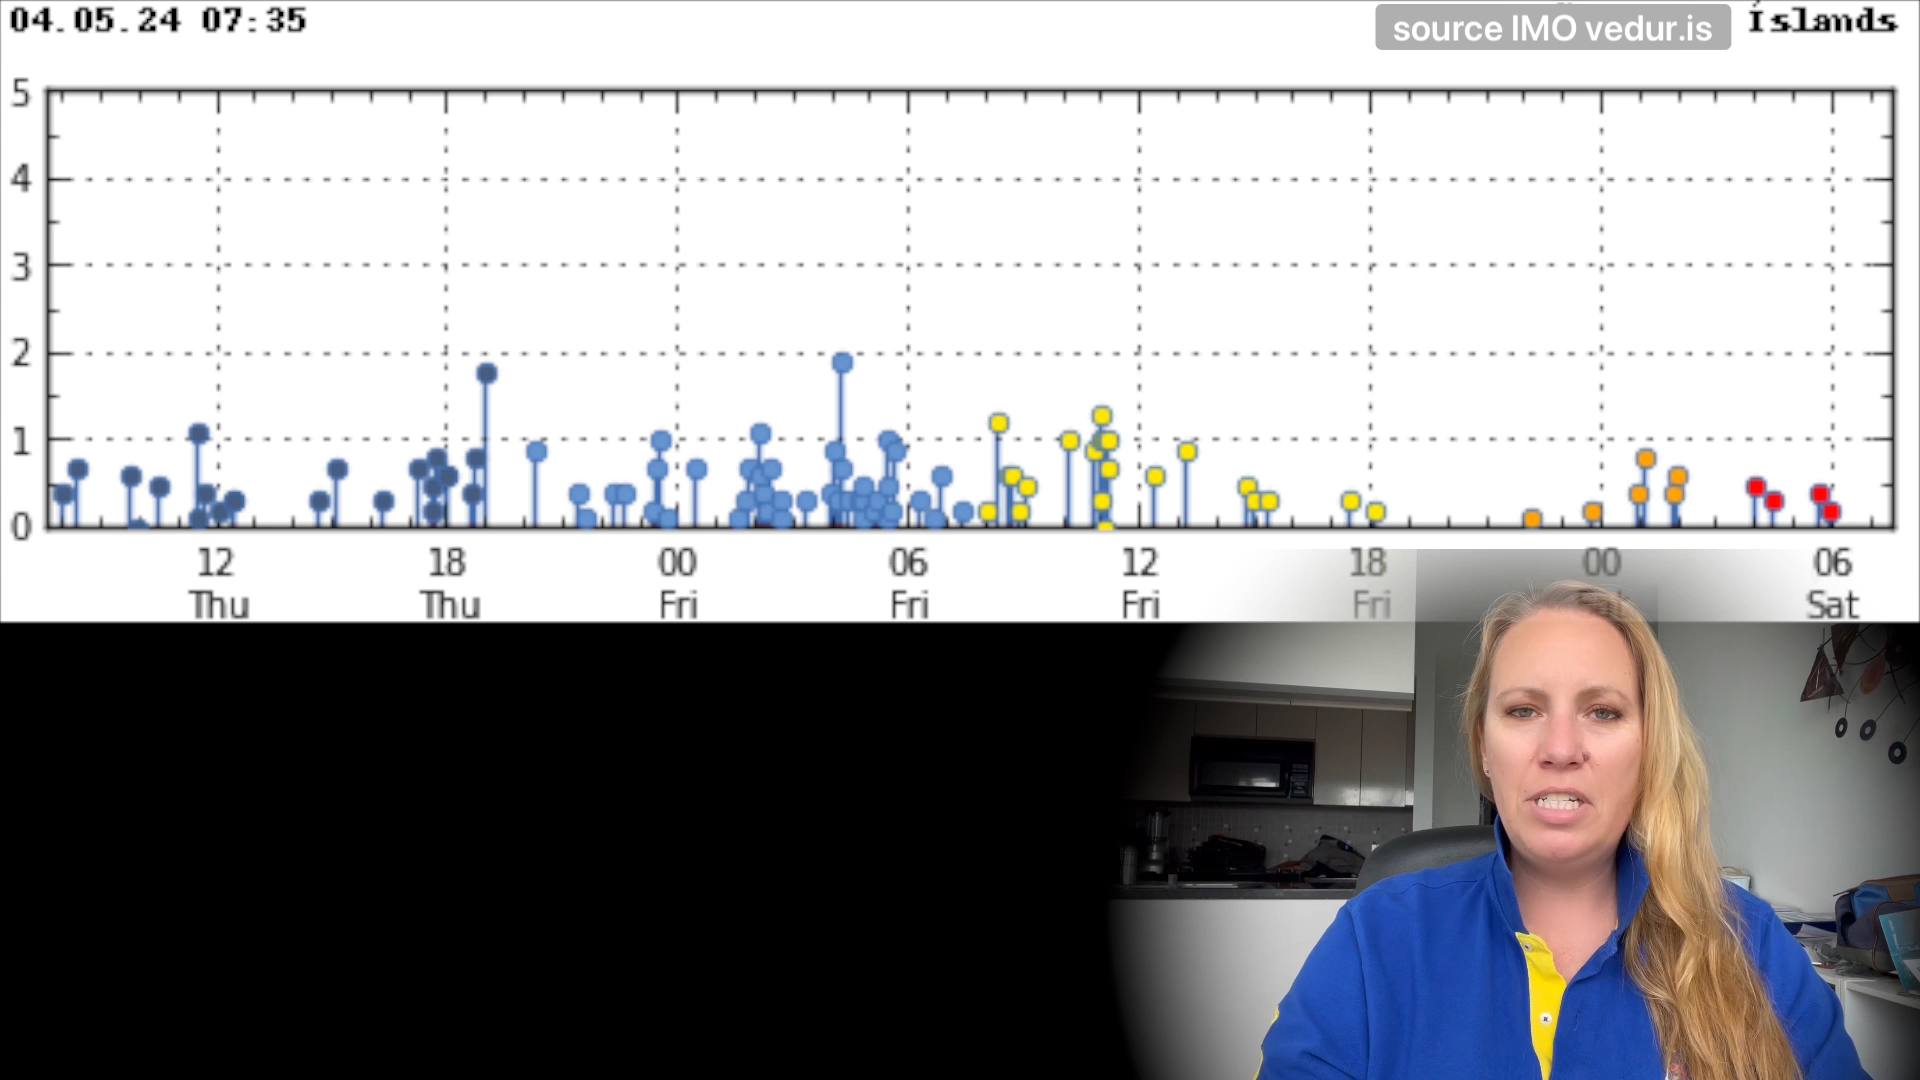 04.05.24 07:35
source IMO vedur.is
Íslands
5
4
3
2
1
0
12 18 00 06 12 18 00 06
Thu Thu Fri Fri Fri Fri Sat